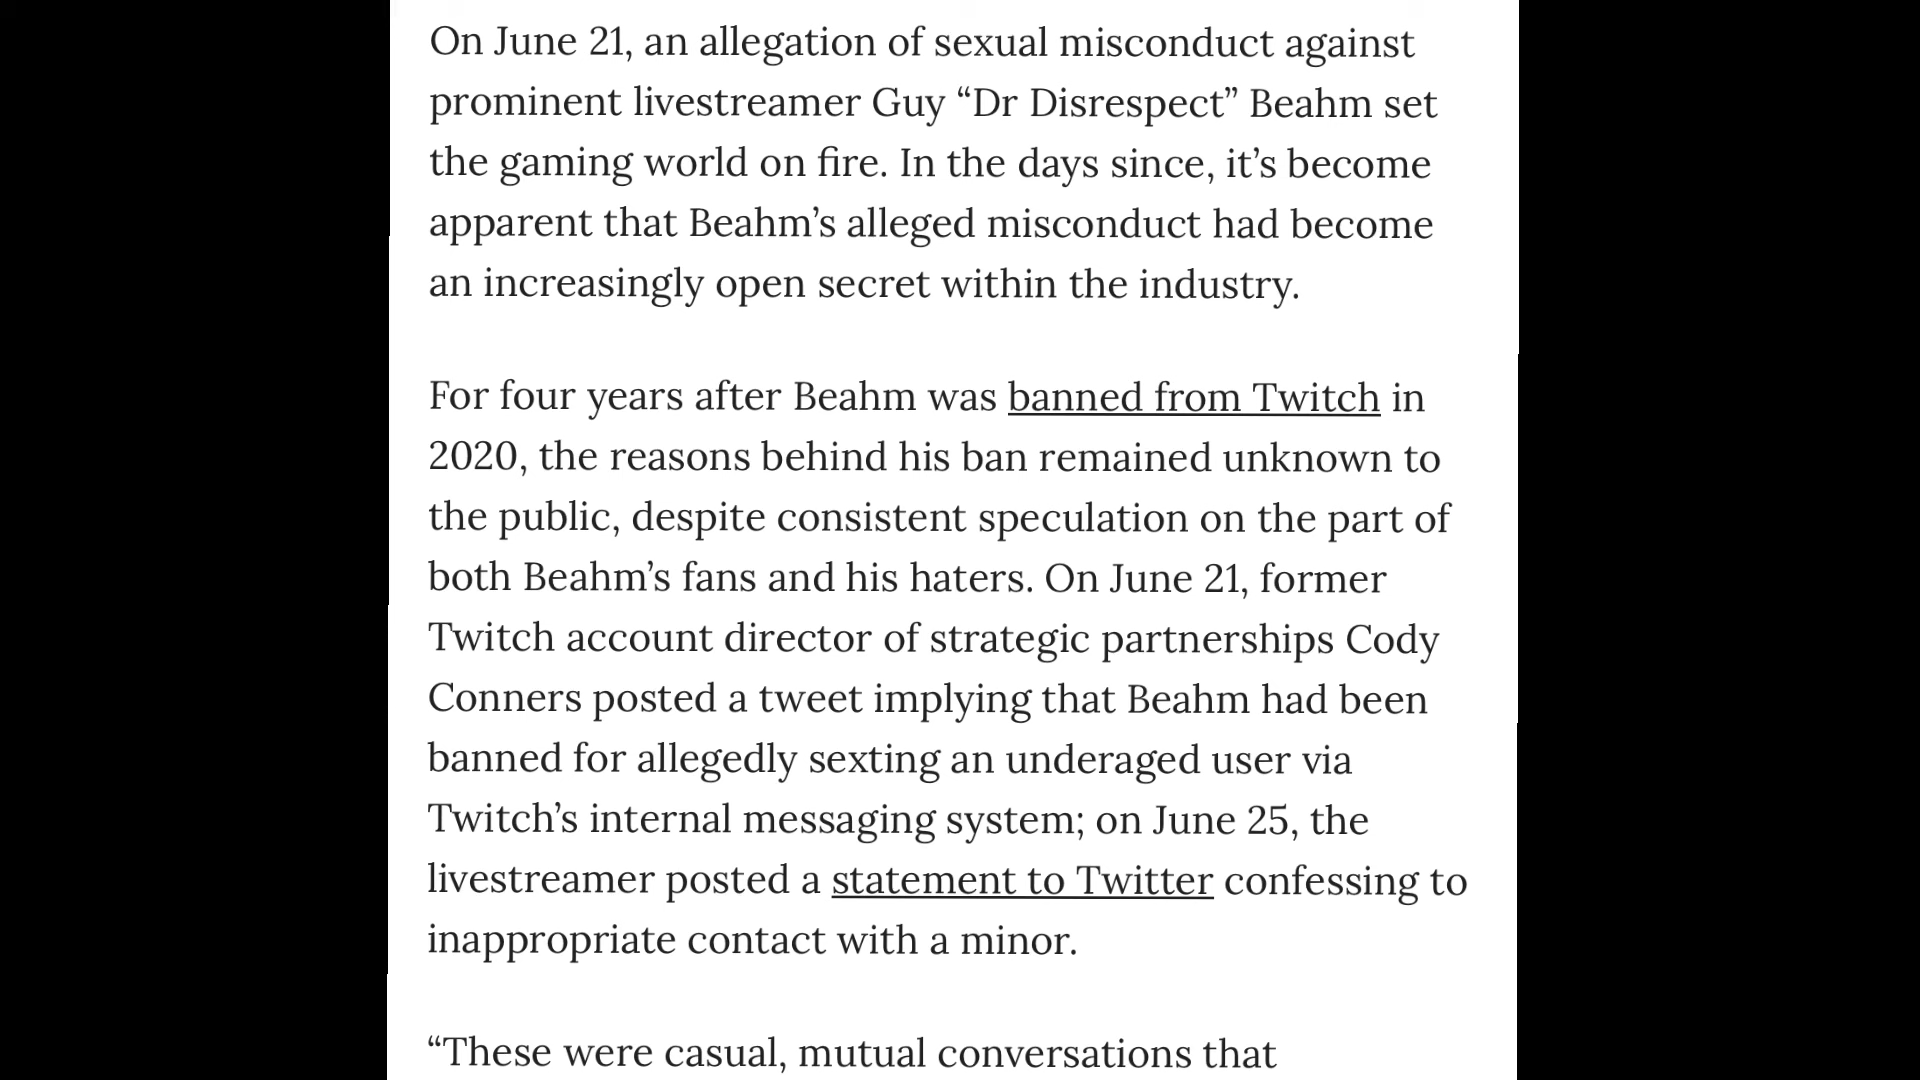 On June 21, an allegation of sexual misconduct against
prominent livestreamer Guy “Dr Disrespect” Beahm set
the gaming world on fire. In the days since, it’s become
apparent that Beahm’s alleged misconduct had become
an increasingly open secret within the industry.
For four years after Beahm was banned from Twitch in
2020, the reasons behind his ban remained unknown to
the public, despite consistent speculation on the part of
both Beahm’s fans and his haters. On June 21, former
Twitch account director of strategic partnerships Cody
Conners posted a tweet implying that Beahm had been
banned for allegedly sexting an underaged user via
Twitch’s internal messaging system; on June 25, the
livestreamer posted a statement to Twitter confessing to
inappropriate contact with a minor.
“These were casual, mutual conversations that